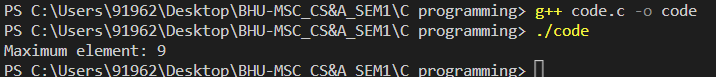 PS C:\Users\91962\Desktop\BHU-MSC_CS&A_SEM1\C programming> g++ code.c -o code
PS C:\Users\91962\Desktop\BHU-MSC_CS&A_SEM1\C programming> ./code
Maximum element: 9
PS C:\Users\91962\Desktop\BHU-MSC_CS&A_SEM1\C programming>